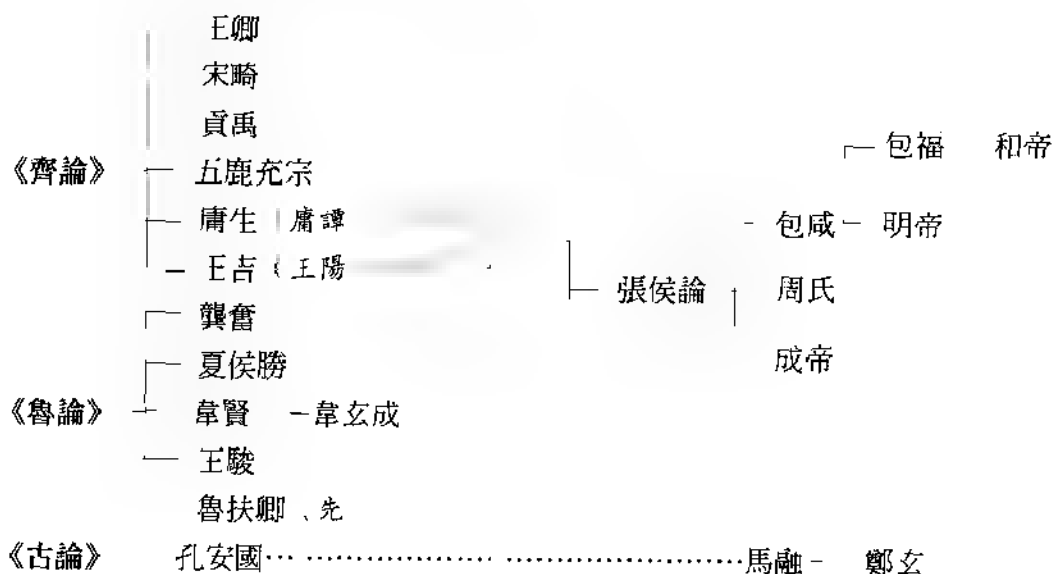 王卿
宋畸
貢禹
包福 和帝
《齊論》 五鹿充宗
庸生 庸譚 包咸 明帝
王吉 王陽
張侯論 周氏
龔奮
夏侯勝 成帝
《魯論》 韋賢 韋玄成
王駿
魯扶卿 先
《古論》 孔安國 馬融 鄭玄